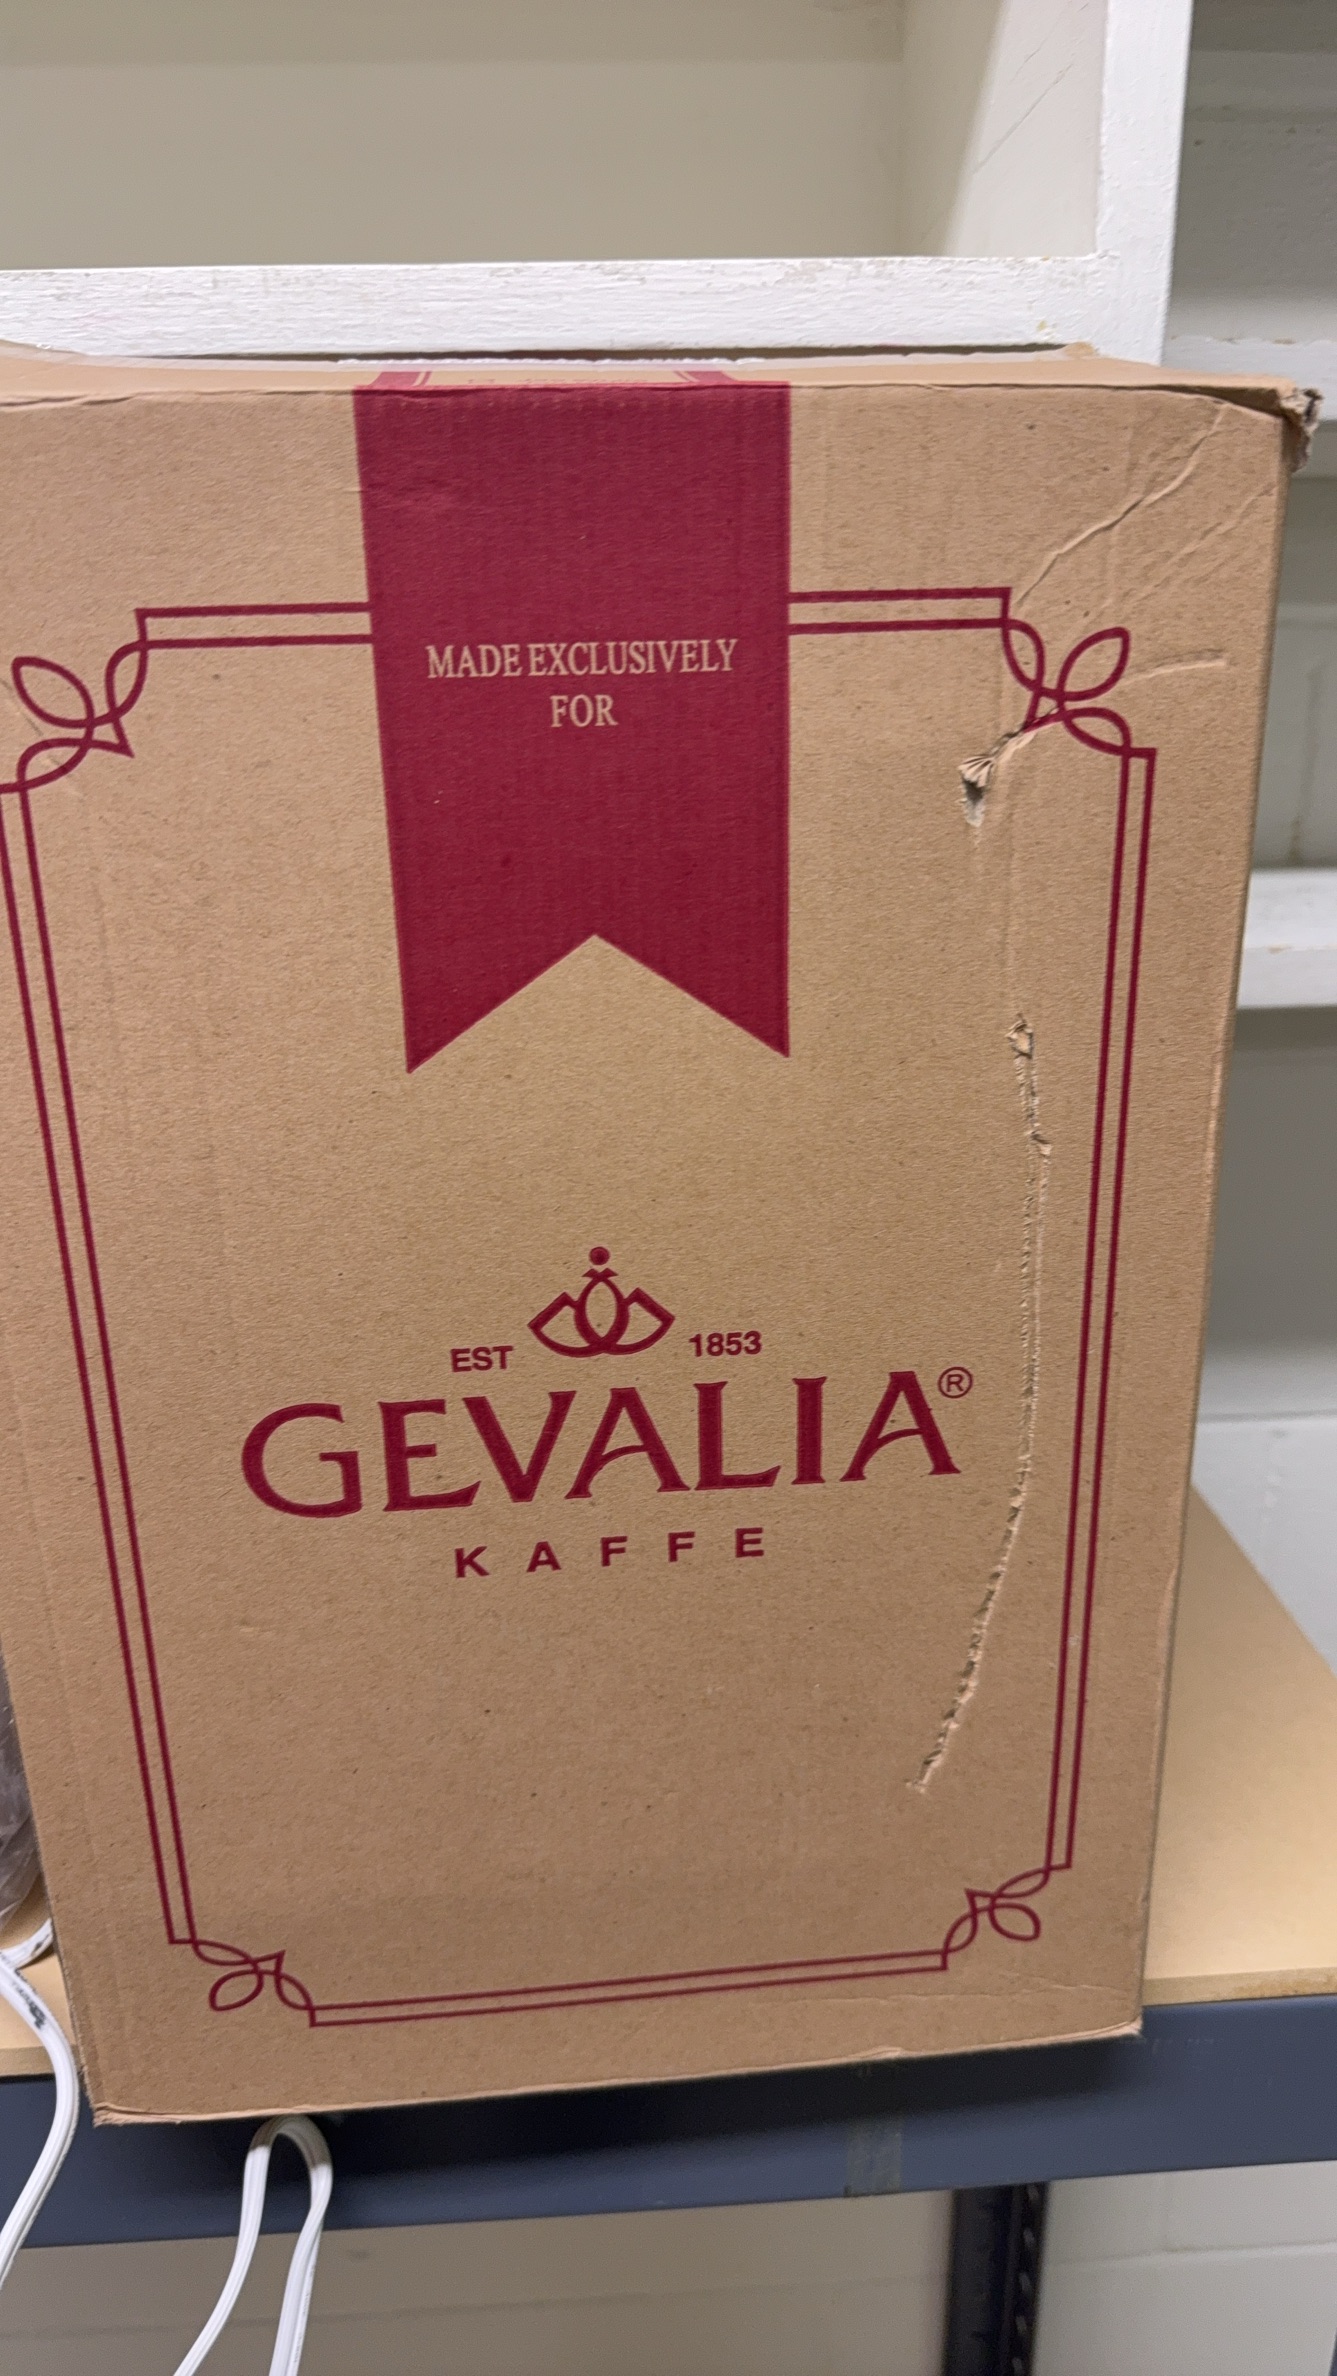 MADE EXCLUSIVELY
FOR
EST 1853
GEVALIA®
KAFFE